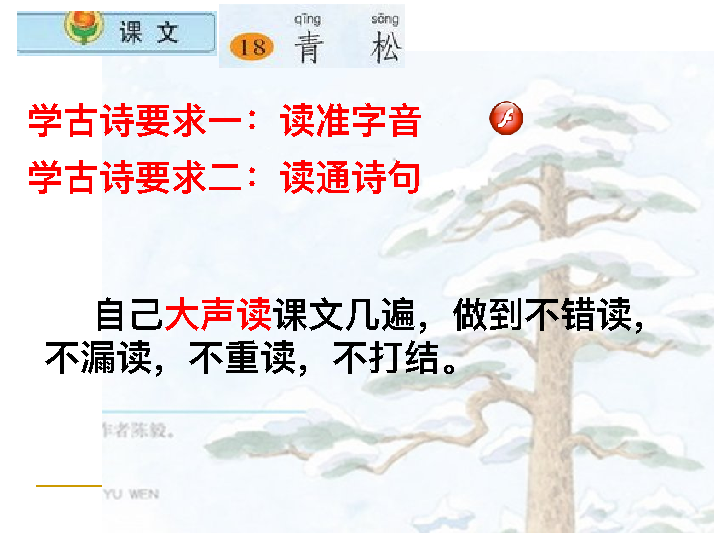 课文
qīng sōng
18 青 松
学古诗要求一：读准字音
学古诗要求二：读通诗句
自己大声读课文几遍，做到不错读，
不漏读，不重读，不打结。
作者陈毅。
YU WEN